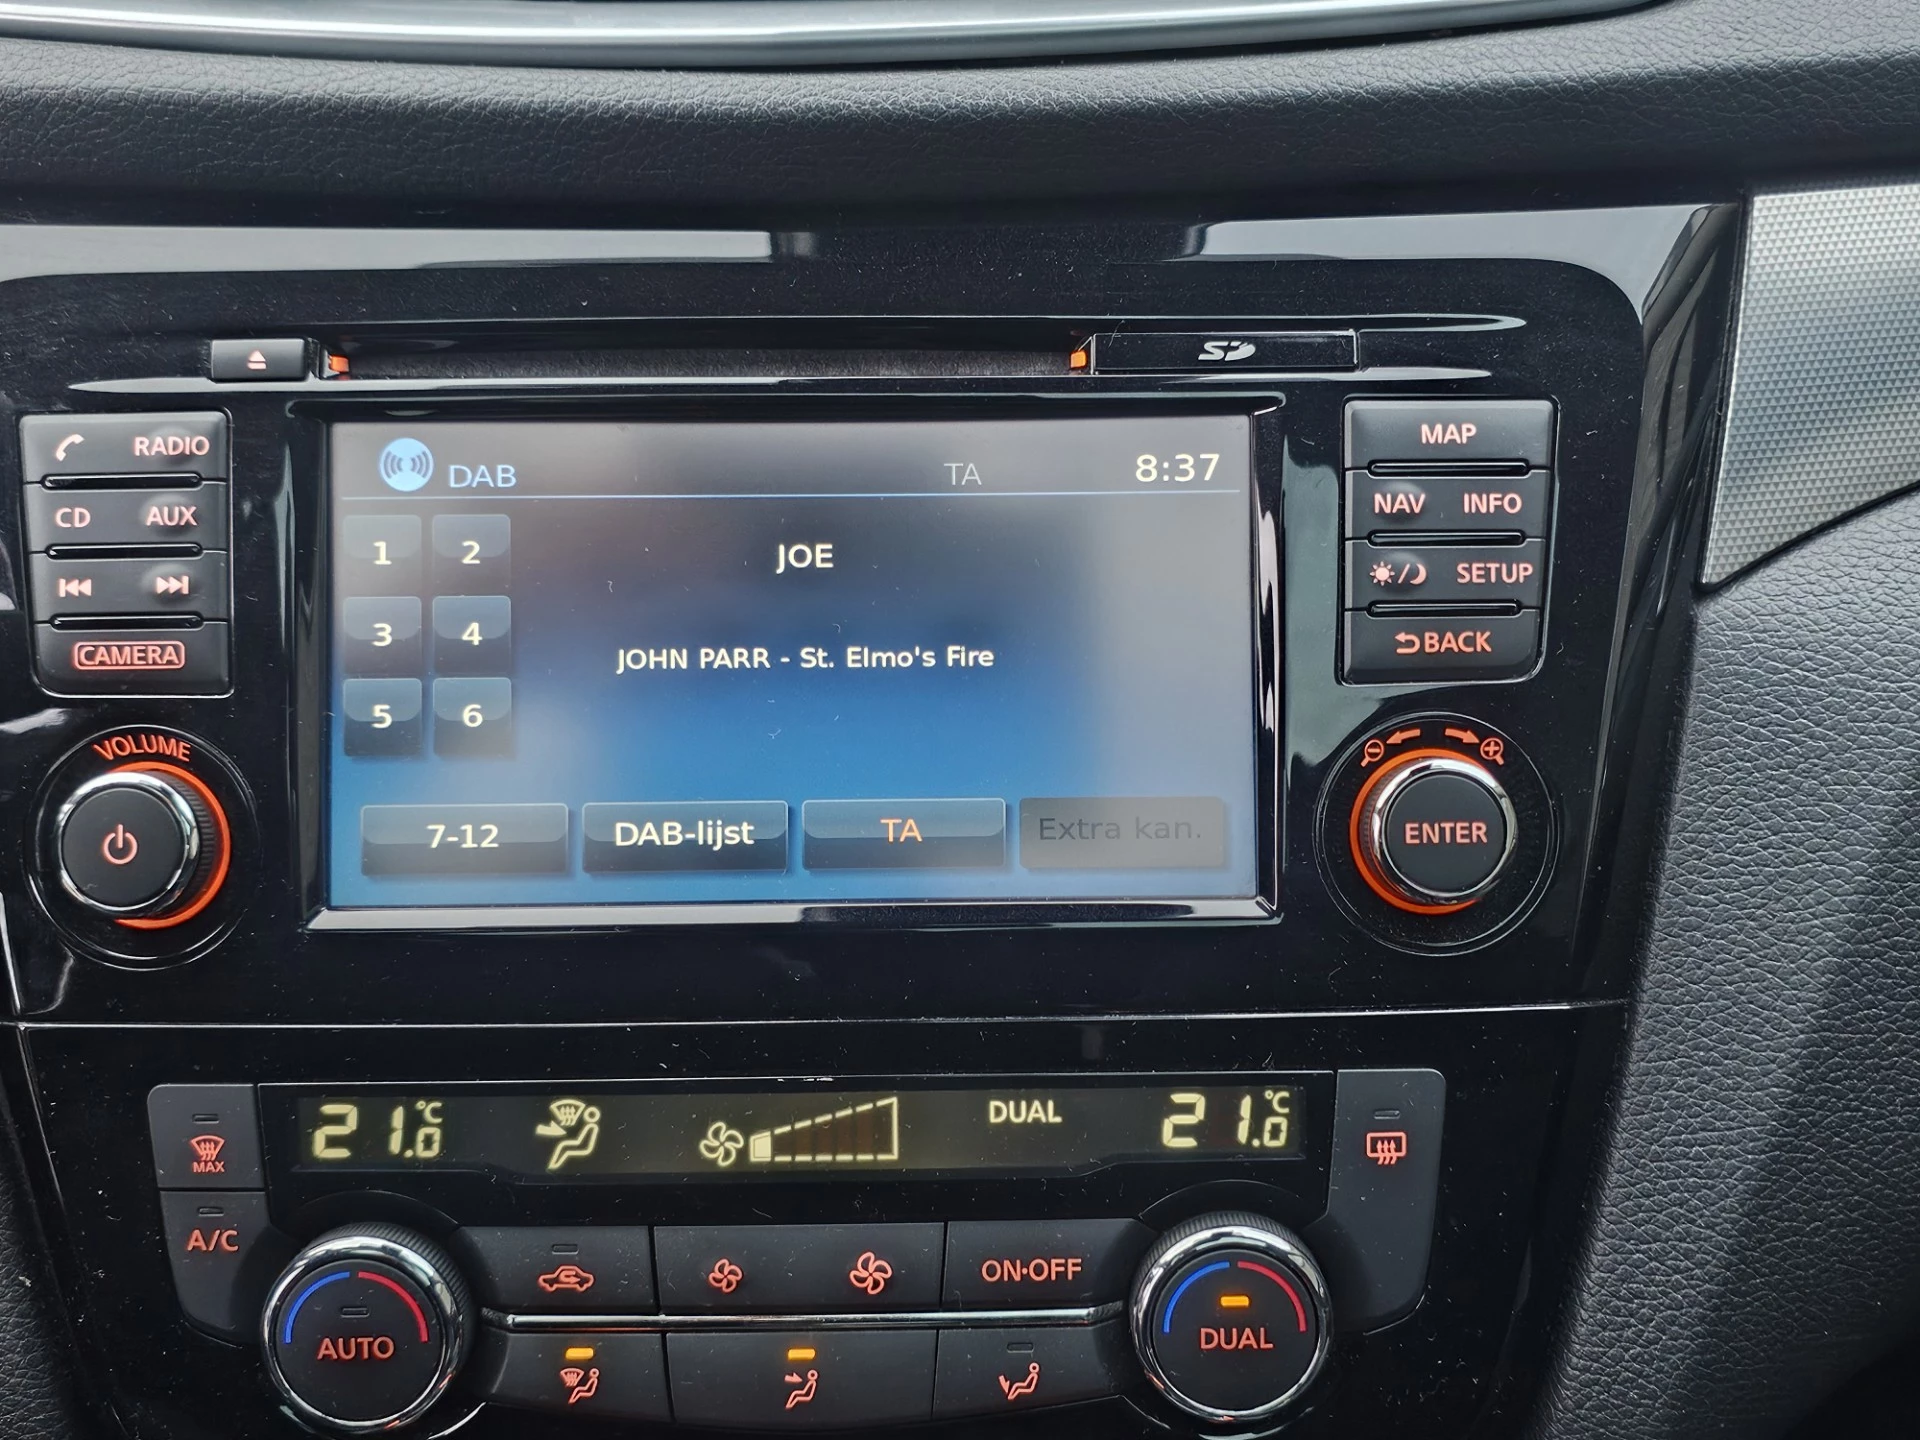 SD
RADIO
CD AUX
CAMERA
VOLUME
DAB TA 8:37
1 2
JOE
3 4
JOHN PARR - St. Elmo's Fire
5 6
7-12 DAB-lijst TA Extra kan.
MAP
NAV INFO
SETUP
BACK
ENTER
21.0 °C DUAL 21.0 °C
MAX
A/C
ON·OFF
AUTO
DUAL